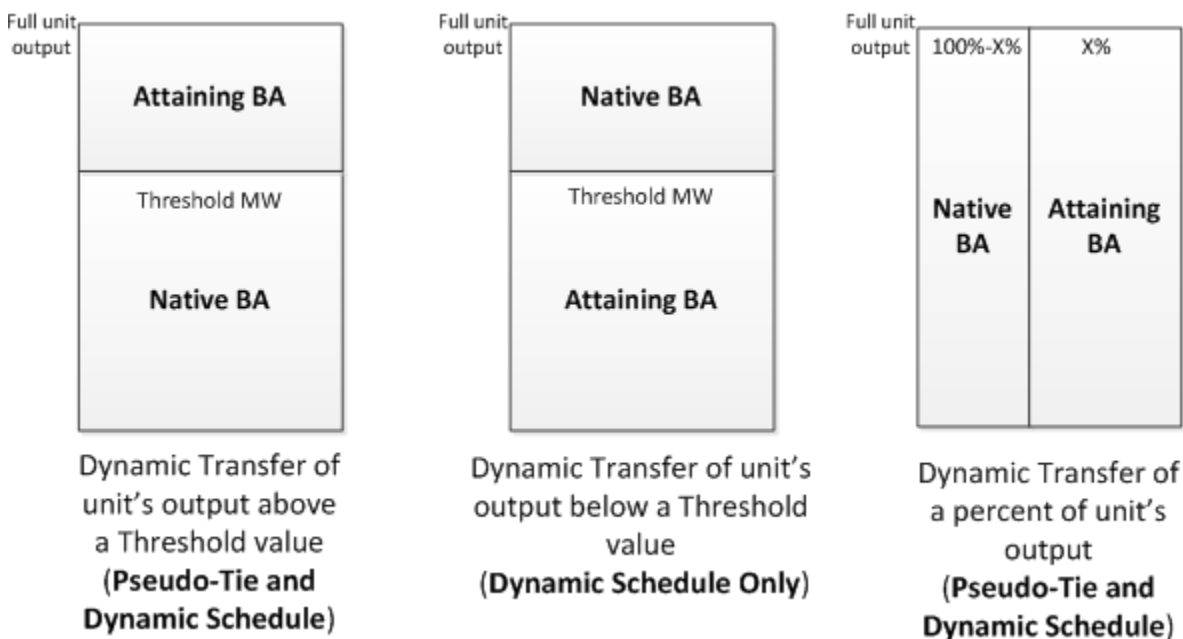 Full unit
output
Attaining BA
Threshold MW
Native BA
Dynamic Transfer of
unit's output above
a Threshold value
(Pseudo-Tie and
Dynamic Schedule)
Full unit
output
Native BA
Threshold MW
Attaining BA
Dynamic Transfer of unit's
output below a Threshold
value
(Dynamic Schedule Only)
Full unit
output
100%-X%
X%
Native
BA
Attaining
BA
Dynamic Transfer of
a percent of unit's
output
(Pseudo-Tie and
Dynamic Schedule)